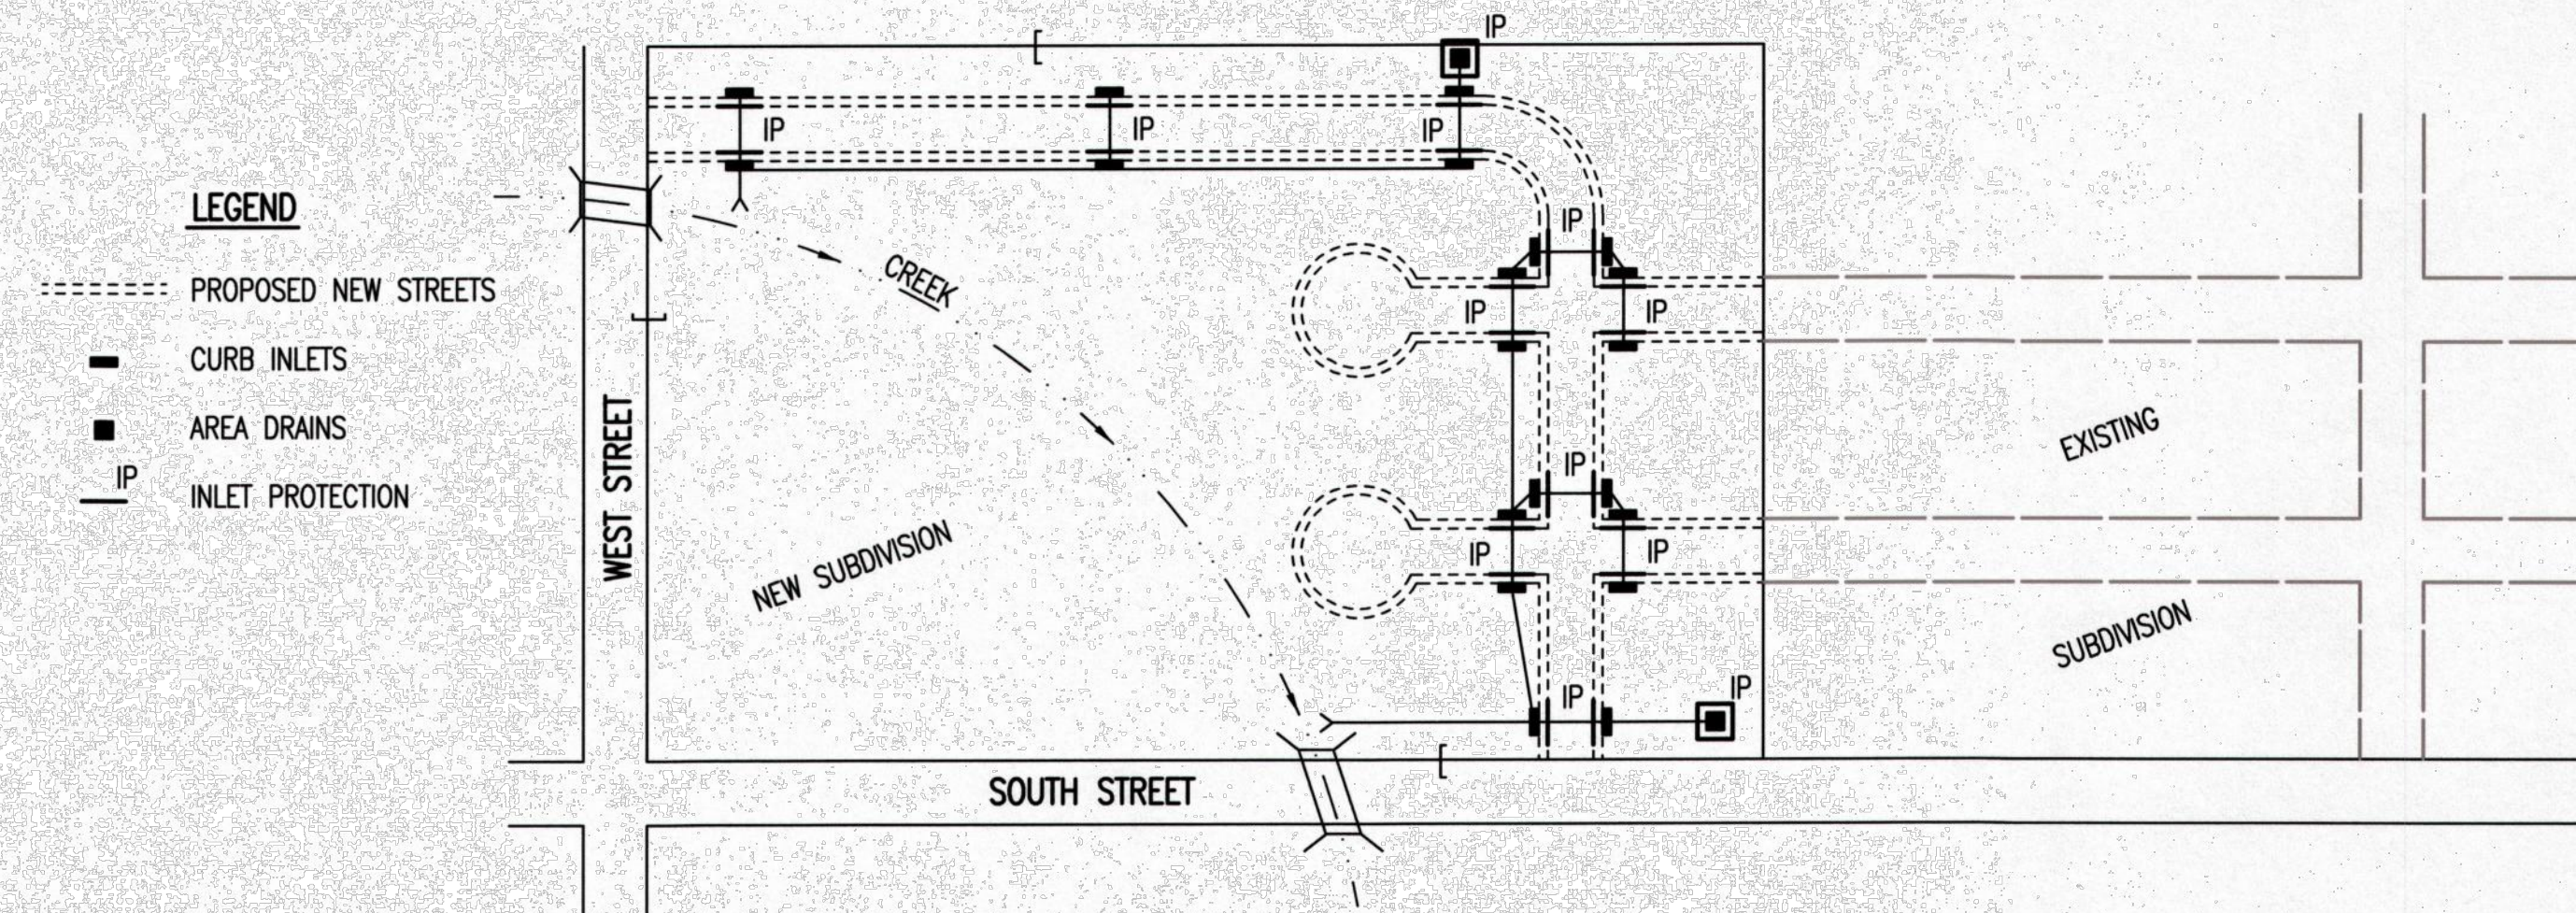 LEGEND
PROPOSED NEW STREETS
CURB INLETS
AREA DRAINS
IP
INLET PROTECTION
WEST STREET
IP
IP
IP
IP
IP
CREEK
IP
IP
NEW SUBDIVISION
IP
IP
IP
IP
IP
SOUTH STREET
EXISTING
SUBDIVISION